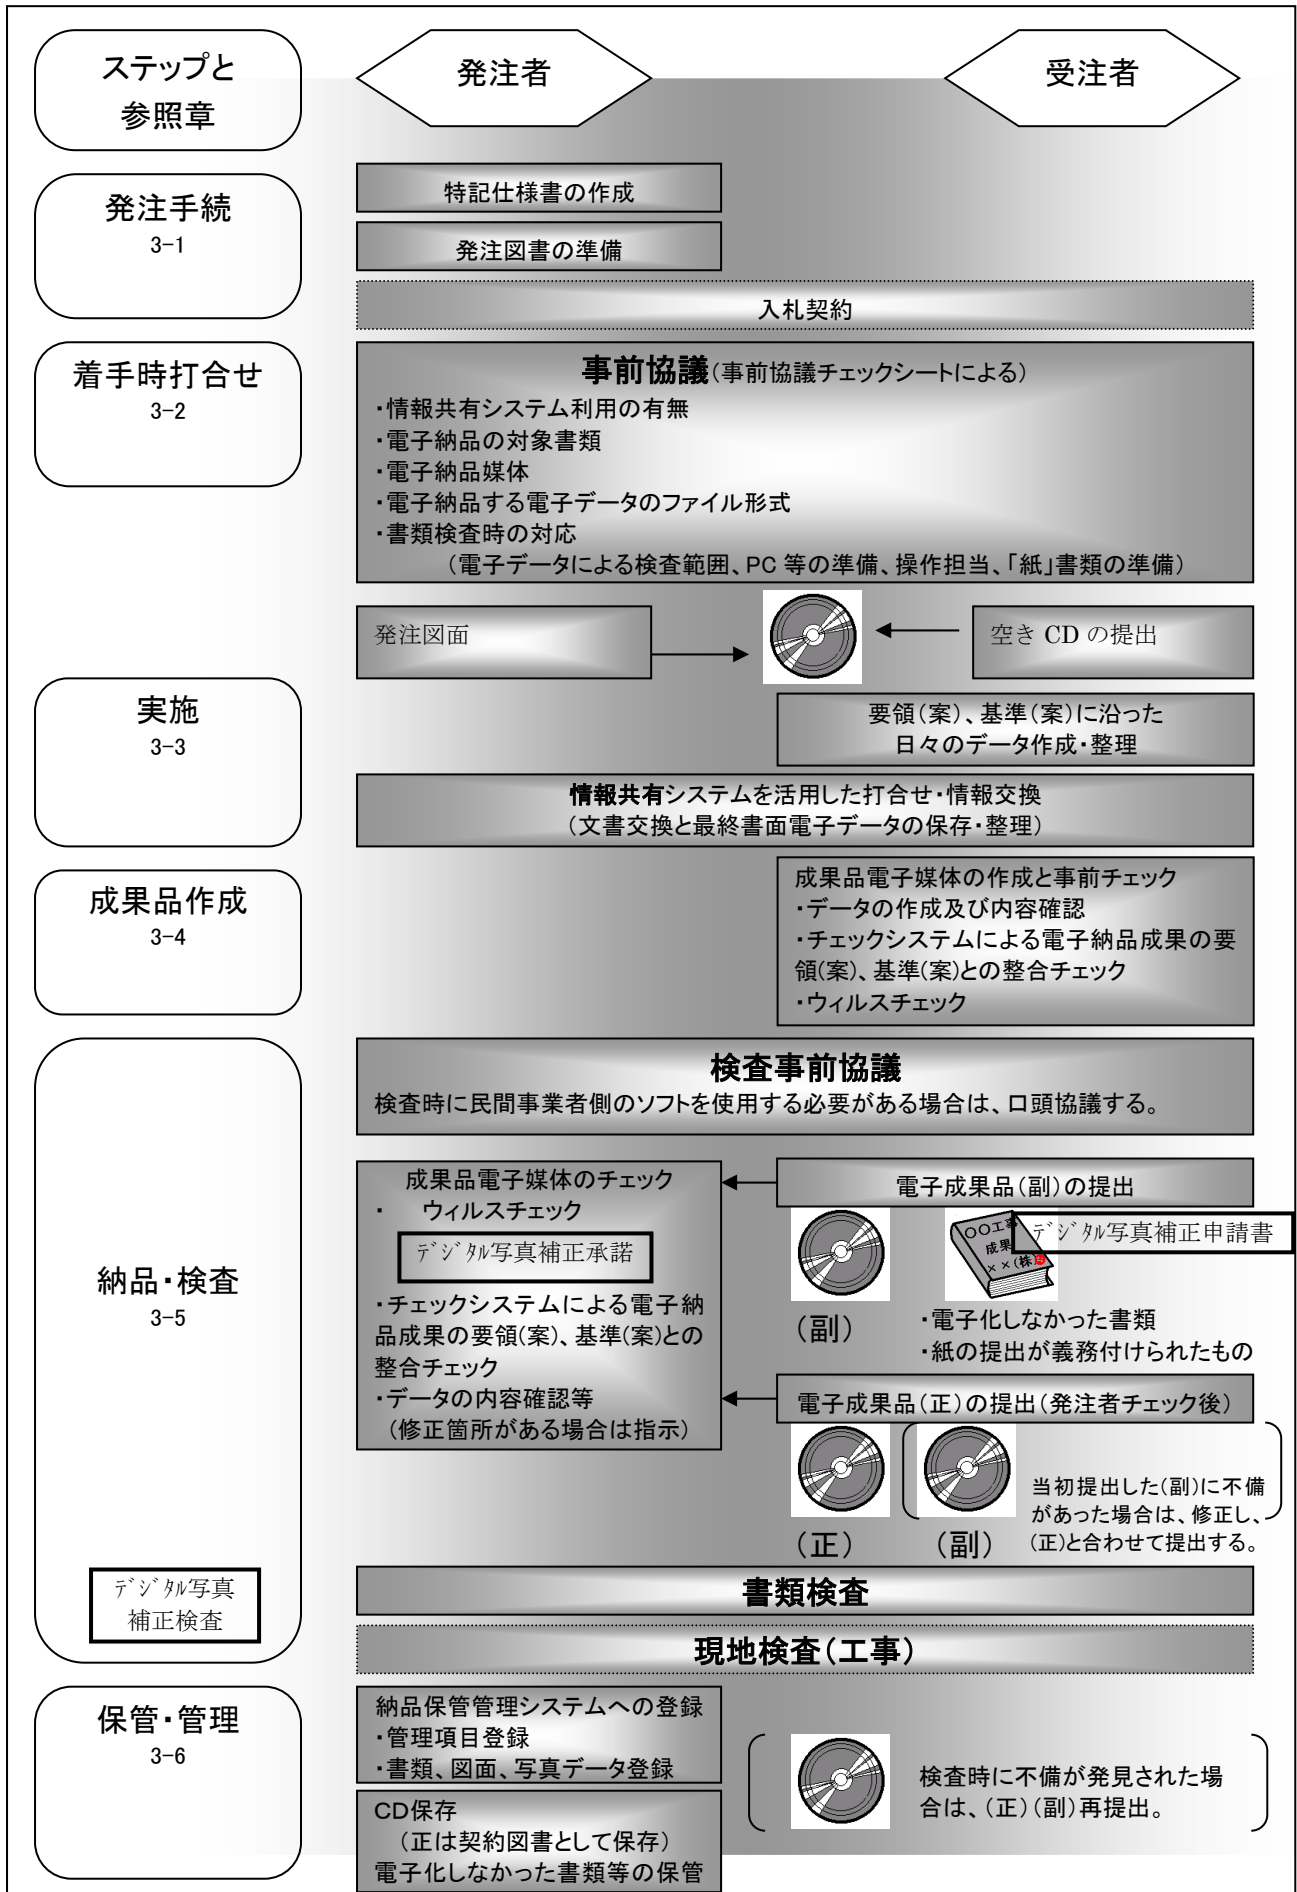 ステップと
参照章
発注者
受注者
発注手続
3-1
特記仕様書の作成
発注図書の準備
入札契約
着手時打合せ
3-2
事前協議(事前協議チェックシートによる)
・情報共有システム利用の有無
・電子納品の対象書類
・電子納品媒体
・電子納品する電子データのファイル形式
・書類検査時の対応
(電子データによる検査範囲、PC 等の準備、操作担当、「紙」書類の準備)
発注図面
空き CD の提出
実施
3-3
要領(案)、基準(案)に沿った
日々のデータ作成・整理
情報共有システムを活用した打合せ・情報交換
(文書交換と最終書面電子データの保存・整理)
成果品作成
3-4
成果品電子媒体の作成と事前チェック
・データの作成及び内容確認
・チェックシステムによる電子納品成果の要
領(案)、基準(案)との整合チェック
・ウィルスチェック
納品・検査
3-5
検査事前協議
検査時に民間事業者側のソフトを使用する必要がある場合は、口頭協議する。
成果品電子媒体のチェック
・ ウィルスチェック
ﾃﾞｼﾞﾀﾙ写真補正承諾
・チェックシステムによる電子納
品成果の要領(案)、基準(案)との
整合チェック
・データの内容確認等
(修正箇所がある場合は指示)
電子成果品(副)の提出
(副)
〇〇工事
成果
××(株
ﾃﾞｼﾞﾀﾙ写真補正申請書
・電子化しなかった書類
・紙の提出が義務付けられたもの
電子成果品(正)の提出(発注者チェック後)
(正)
(副)
当初提出した(副)に不備
があった場合は、修正し、
(正)と合わせて提出する。
ﾃﾞｼﾞﾀﾙ写真
補正検査
書類検査
現地検査(工事)
保管・管理
3-6
納品保管管理システムへの登録
・管理項目登録
・書類、図面、写真データ登録
CD保存
(正は契約図書として保存)
電子化しなかった書類等の保管
検査時に不備が発見された場
合は、(正)(副)再提出。